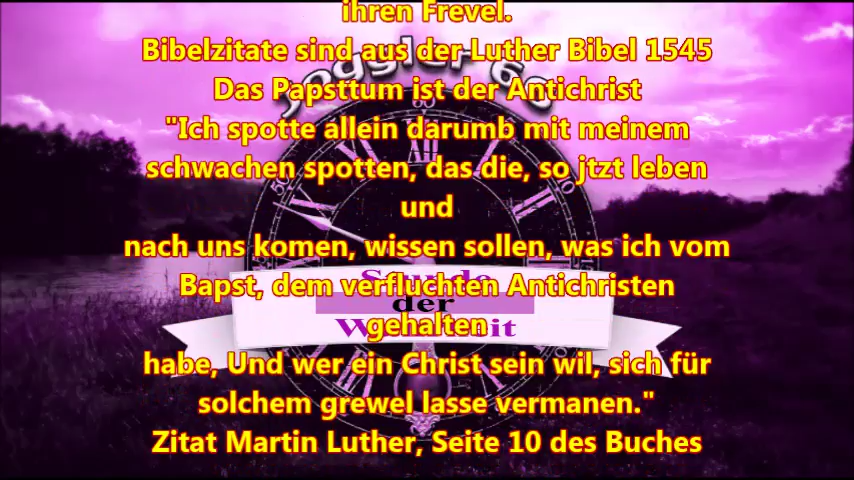 ihren Frevel.
Bibelzitate sind aus der Luther Bibel 1545
Das Papsttum ist der Antichrist
"Ich spotte allein darumb mit meinem
schwachen spotten, das die, so jtzt leben
und
nach uns komen, wissen sollen, was ich vom
Bapst, dem verfluchten Antichristen
gehalten
habe, Und wer ein Christ sein wil, sich für
solchem grewel lasse vermanen."
Zitat Martin Luther, Seite 10 des Buches
Joggler66
Stunde
der